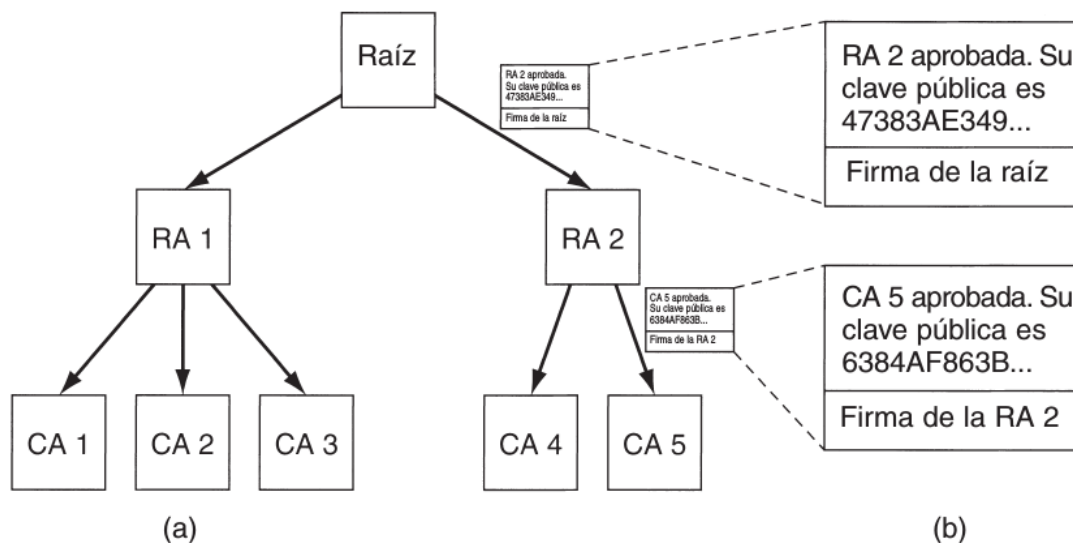 Raíz
RA 2 aprobada.
Su clave pública es
47383AE349...
Firma de la raíz
RA 2 aprobada. Su
clave pública es
47383AE349...
Firma de la raíz
RA 1
RA 2
CA 5 aprobada.
Su clave pública es
6384AF863B...
Firma de la RA 2
CA 5 aprobada. Su
clave pública es
6384AF863B...
Firma de la RA 2
CA 1
CA 2
CA 3
CA 4
CA 5
(a)
(b)